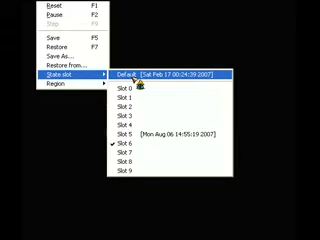 Reset F1
Pause F2
Stop F9
Save F5
Restore F7
Save As...
Restore from...
State slot
Region
Default [Sat Feb 17 00:24:39 2007]
Slot 0
Slot 1
Slot 2
Slot 3
Slot 4
Slot 5 [Mon Aug 06 14:55:19 2007]
Slot 6
Slot 7
Slot 8
Slot 9